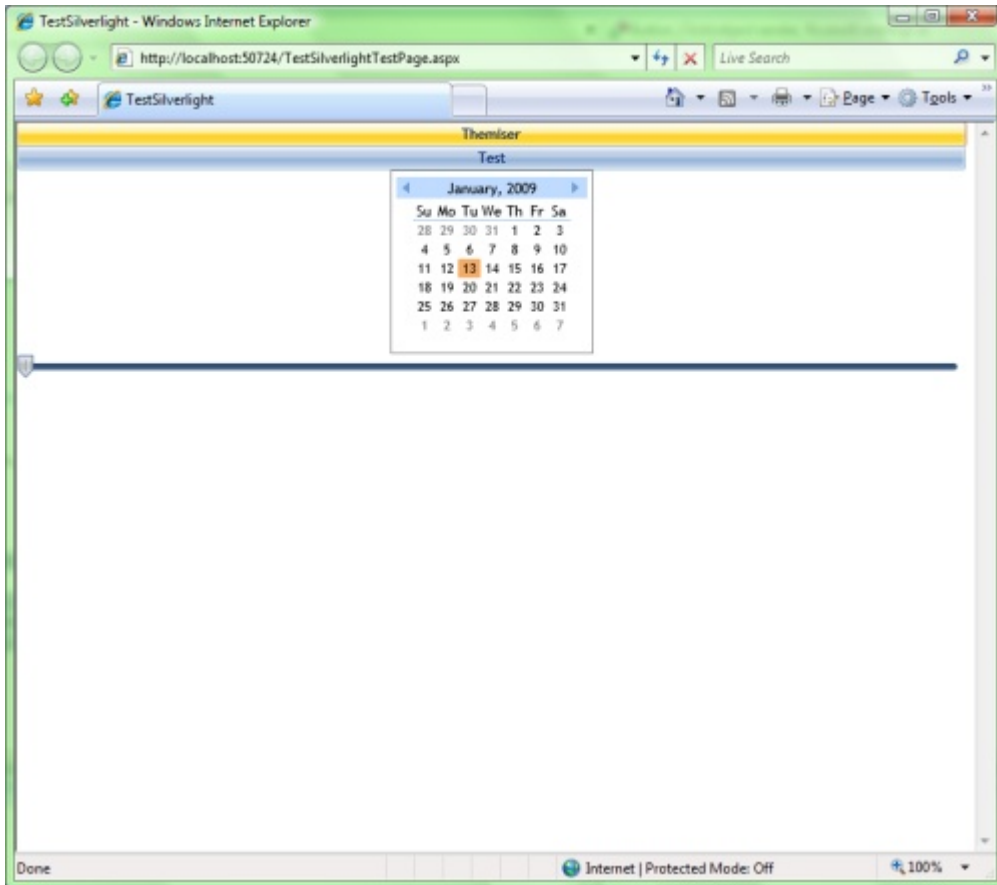 TestSilverlight - Windows Internet Explorer
http://localhost:50724/TestSilverlightTestPage.aspx
Live Search
TestSilverlight
Page
Tools
Themiser
Test
January, 2009
Su Mo Tu We Th Fr Sa
28 29 30 31 1 2 3
4 5 6 7 8 9 10
11 12 13 14 15 16 17
18 19 20 21 22 23 24
25 26 27 28 29 30 31
1 2 3 4 5 6 7
Done
Internet | Protected Mode: Off
100%